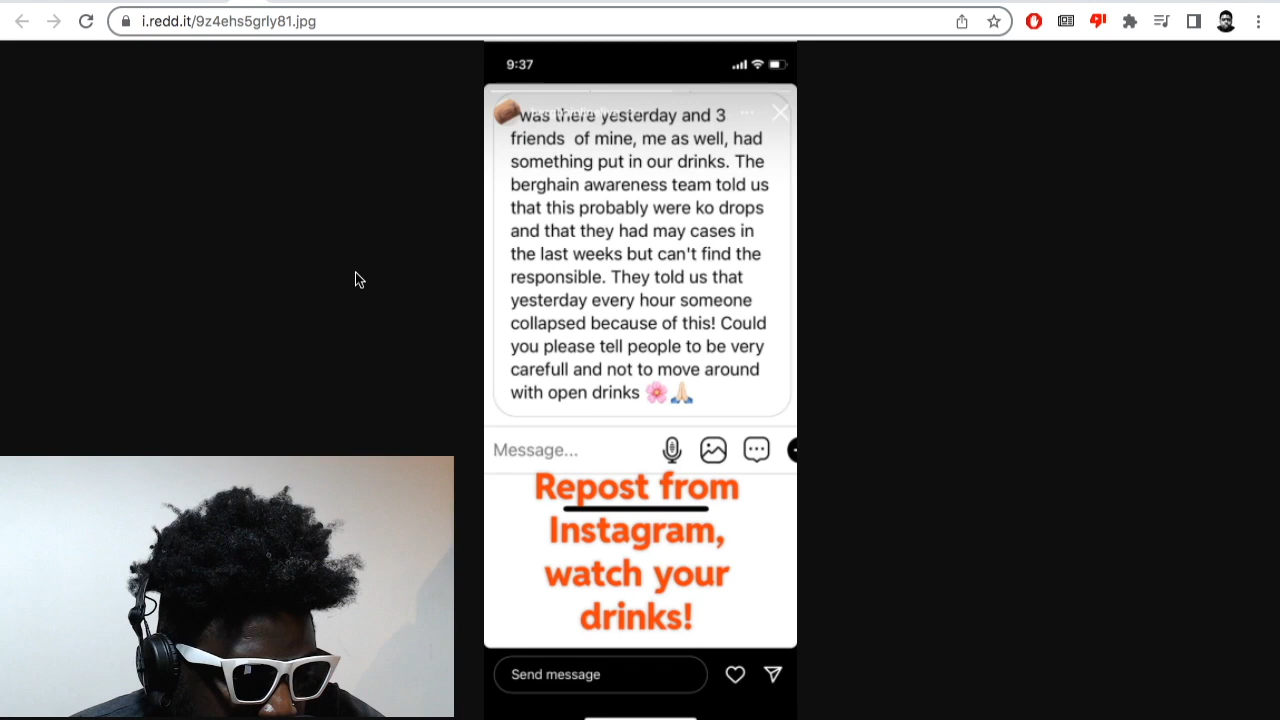 i.redd.it/9z4ehs5grly81.jpg
9:37
was there yesterday and 3
friends of mine, me as well, had
something put in our drinks. The
berghain awareness team told us
that this probably were ko drops
and that they had may cases in
the last weeks but can't find the
responsible. They told us that
yesterday every hour someone
collapsed because of this! Could
you please tell people to be very
carefull and not to move around
with open drinks 🌸🙏🏻
Message...
Repost from
Instagram,
watch your
drinks!
Send message